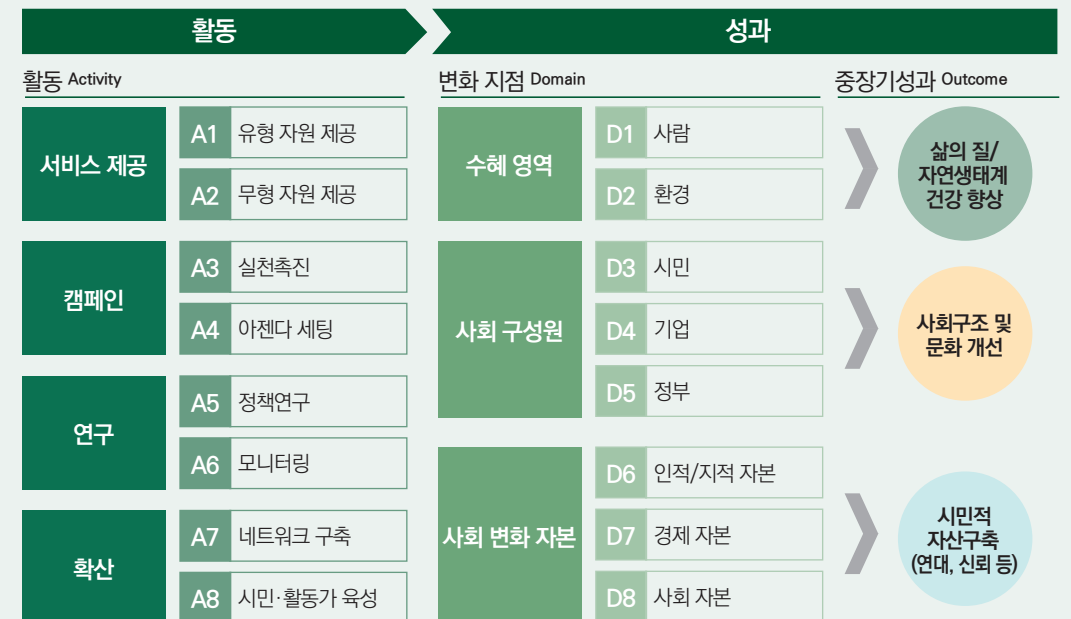 활동
성과
활동 Activity
변화 지점 Domain
중장기성과 Outcome
서비스 제공
A1 유형 자원 제공
A2 무형 자원 제공
캠페인
A3 실천촉진
A4 아젠다 세팅
연구
A5 정책연구
A6 모니터링
확산
A7 네트워크 구축
A8 시민·활동가 육성
수혜 영역
D1 사람
D2 환경
사회 구성원
D3 시민
D4 기업
D5 정부
사회 변화 자본
D6 인적/지적 자본
D7 경제 자본
D8 사회 자본
삶의 질/
자연생태계
건강 향상
사회구조 및
문화 개선
시민적
자산구축
(연대, 신뢰 등)